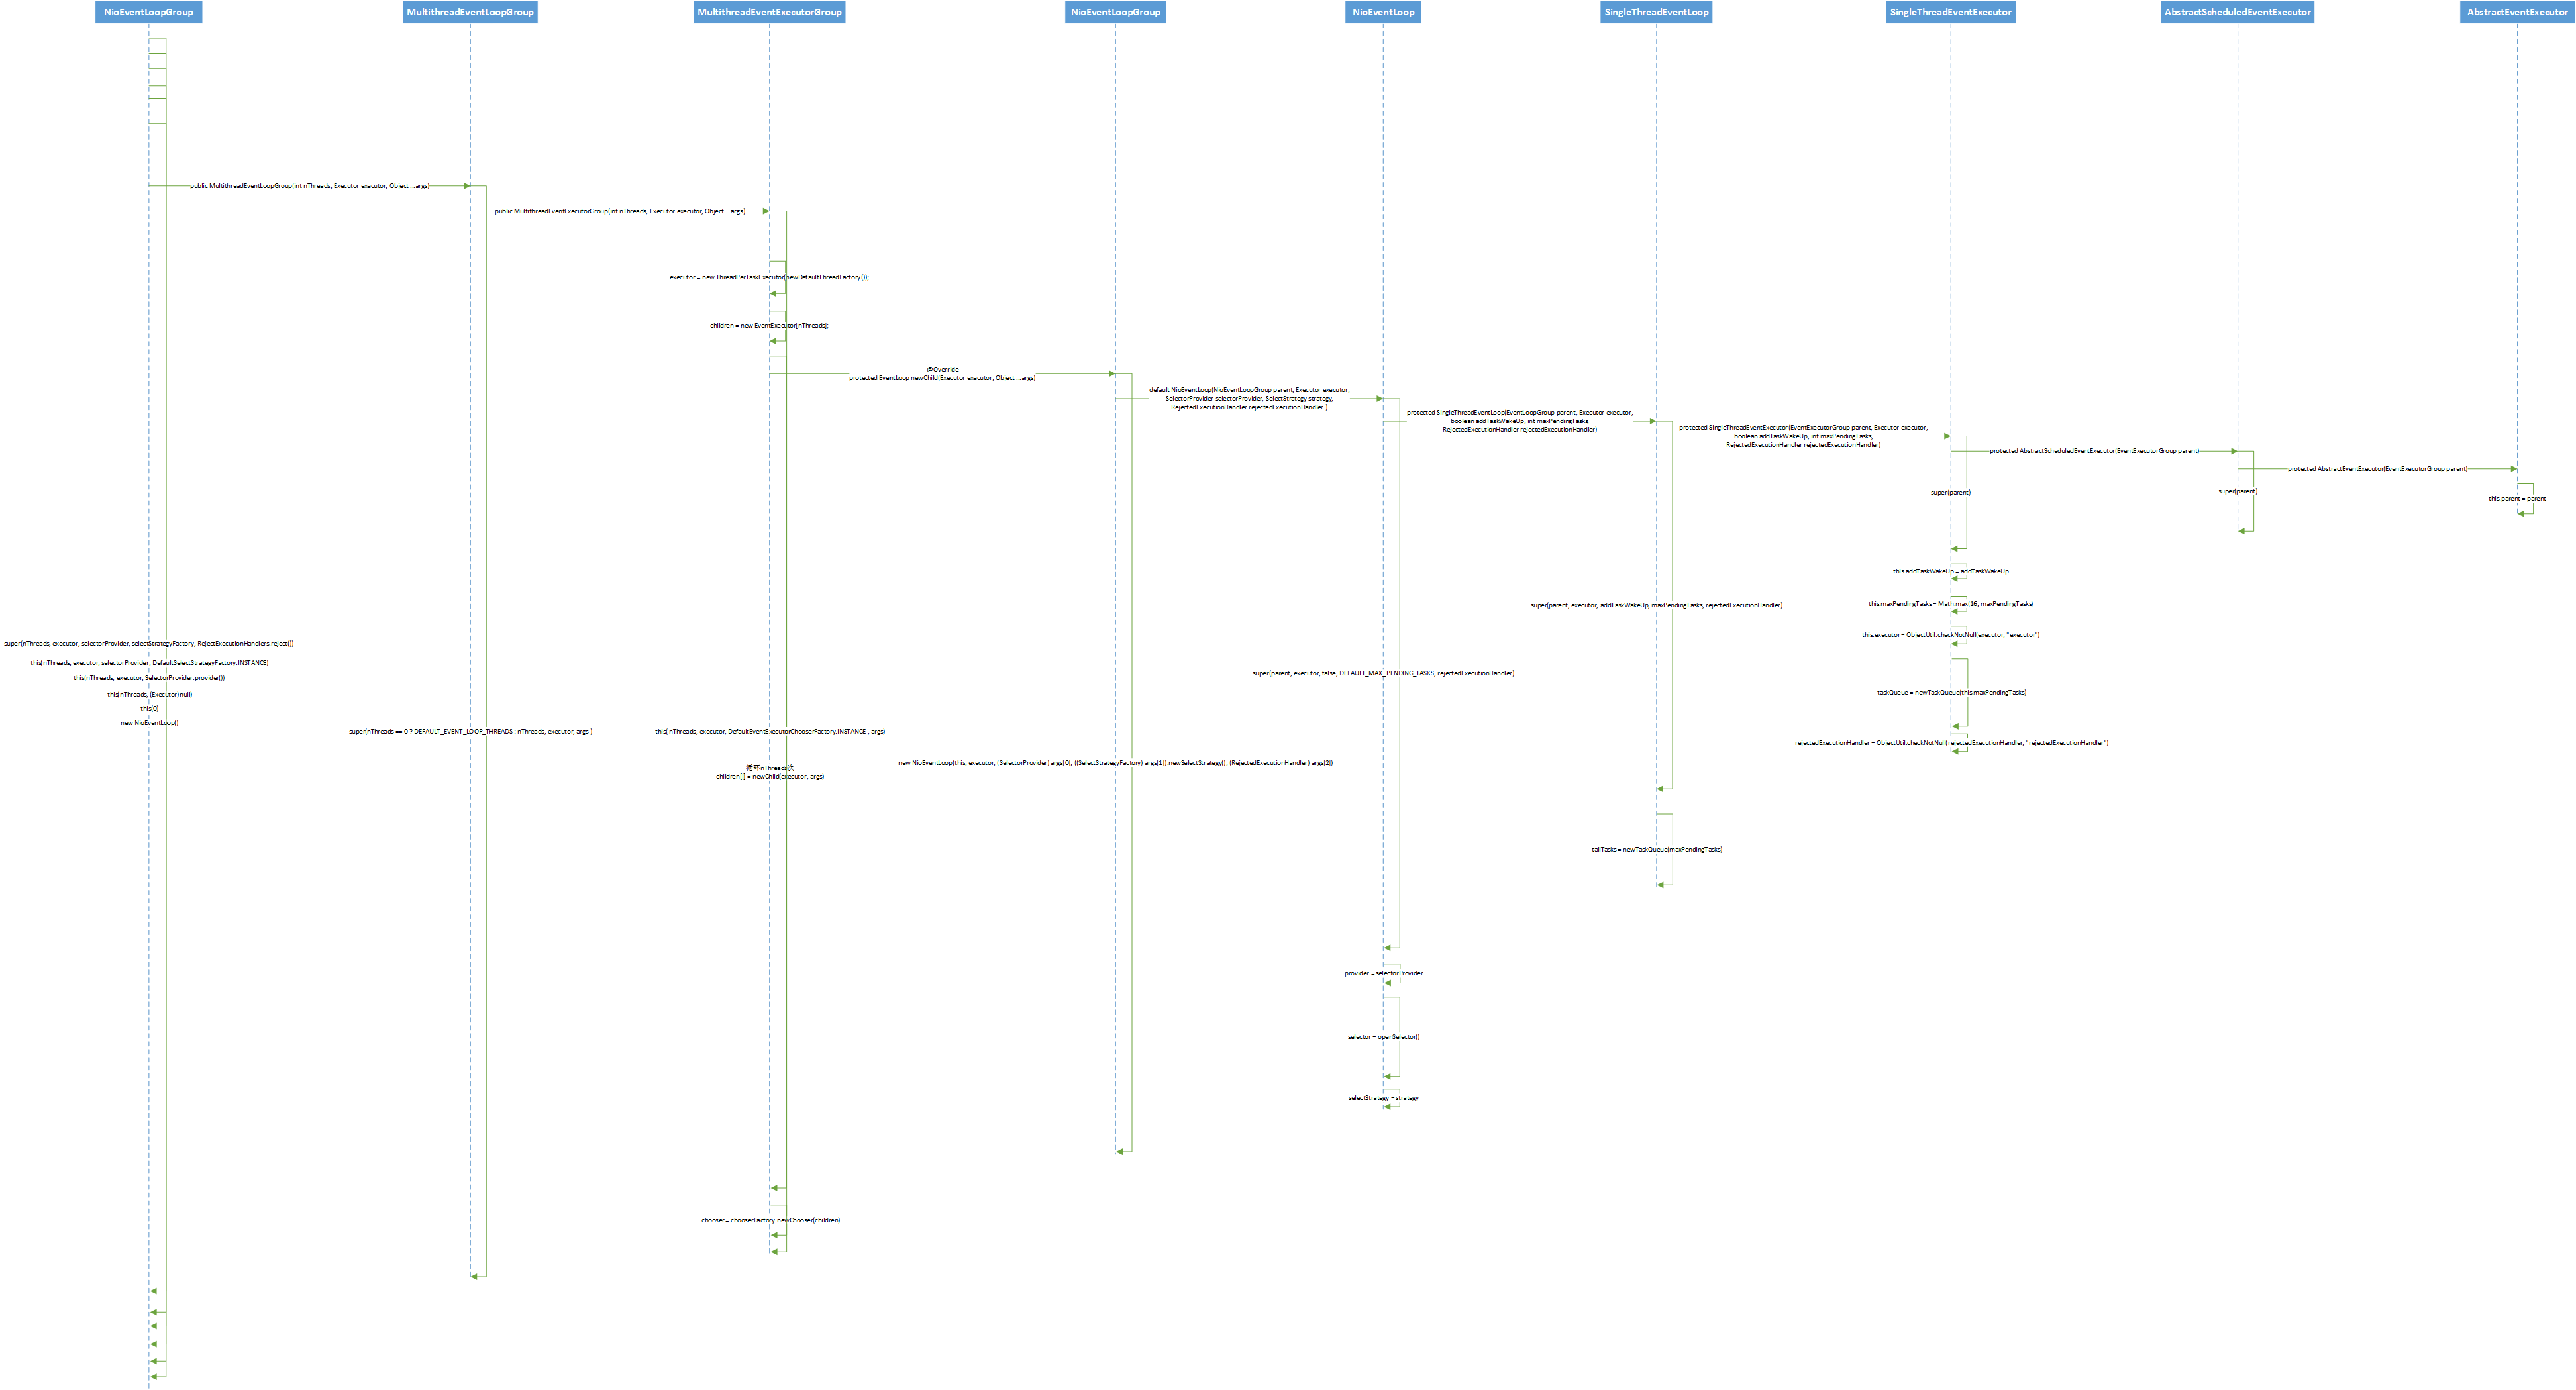 NioEventLoopGroup
MultithreadEventLoopGroup
MultithreadEventExecutorGroup
NioEventLoopGroup
NioEventLoop
SingleThreadEventLoop
SingleThreadEventExecutor
AbstractScheduledEventExecutor
AbstractEventExecutor
public MultithreadEventLoopGroup(int nThreads, Executor executor, Object ...args)
public MultithreadEventExecutorGroup(int nThreads, Executor executor, Object ...args)
executor = new ThreadPerTaskExecutor(newDefaultThreadFactory());
children = new EventExecutor[nThreads];
@Override
protected EventLoop newChild(Executor executor, Object ...args)
default NioEventLoop(NioEventLoopGroup parent, Executor executor,
SelectorProvider selectorProvider, SelectStrategy strategy,
RejectedExecutionHandler rejectedExecutionHandler )
protected SingleThreadEventLoop(EventLoopGroup parent, Executor executor,
boolean addTaskWakeUp, int maxPendingTasks,
RejectedExecutionHandler rejectedExecutionHandler)
protected SingleThreadEventExecutor(EventExecutorGroup parent, Executor executor,
boolean addTaskWakeUp, int maxPendingTasks,
RejectedExecutionHandler rejectedExecutionHandler)
protected AbstractScheduledEventExecutor(EventExecutorGroup parent)
protected AbstractEventExecutor(EventExecutorGroup parent)
super(parent)
super(parent)
this.parent = parent
this.addTaskWakeUp = addTaskWakeUp
this.maxPendingTasks = Math.max(16, maxPendingTasks)
super(parent, executor, addTaskWakeUp, maxPendingTasks, rejectedExecutionHandler)
this.executor = ObjectUtil.checkNotNull(executor, "executor")
super(nThreads, executor, selectorProvider, selectStrategyFactory, RejectExecutionHandlers.reject())
this(nThreads, executor, selectorProvider, DefaultSelectStrategyFactory.INSTANCE)
this(nThreads, executor, SelectorProvider.provider())
super(parent, executor, false, DEFAULT_MAX_PENDING_TASKS, rejectedExecutionHandler)
this(nThreads, (Executor)null)
taskQueue = newTaskQueue(this.maxPendingTasks)
this(0)
new NioEventLoop()
super(nThreads == 0 ? DEFAULT_EVENT_LOOP_THREADS : nThreads, executor, args )
this( nThreads, executor, DefaultEventExecutorChooserFactory.INSTANCE , args)
rejectedExecutionHandler = ObjectUtil.checkNotNull(rejectedExecutionHandler, "rejectedExecutionHandler")
循环nThreads次
children[i] = newChild(executor, args)
new NioEventLoop(this, executor, (SelectorProvider) args[0], ((SelectStrategyFactory) args[1]).newSelectStrategy(), (RejectedExecutionHandler) args[2])
tailTasks = newTaskQueue(maxPendingTasks)
provider = selectorProvider
selector = openSelector()
selectStrategy = strategy
chooser = chooserFactory.newChooser(children)